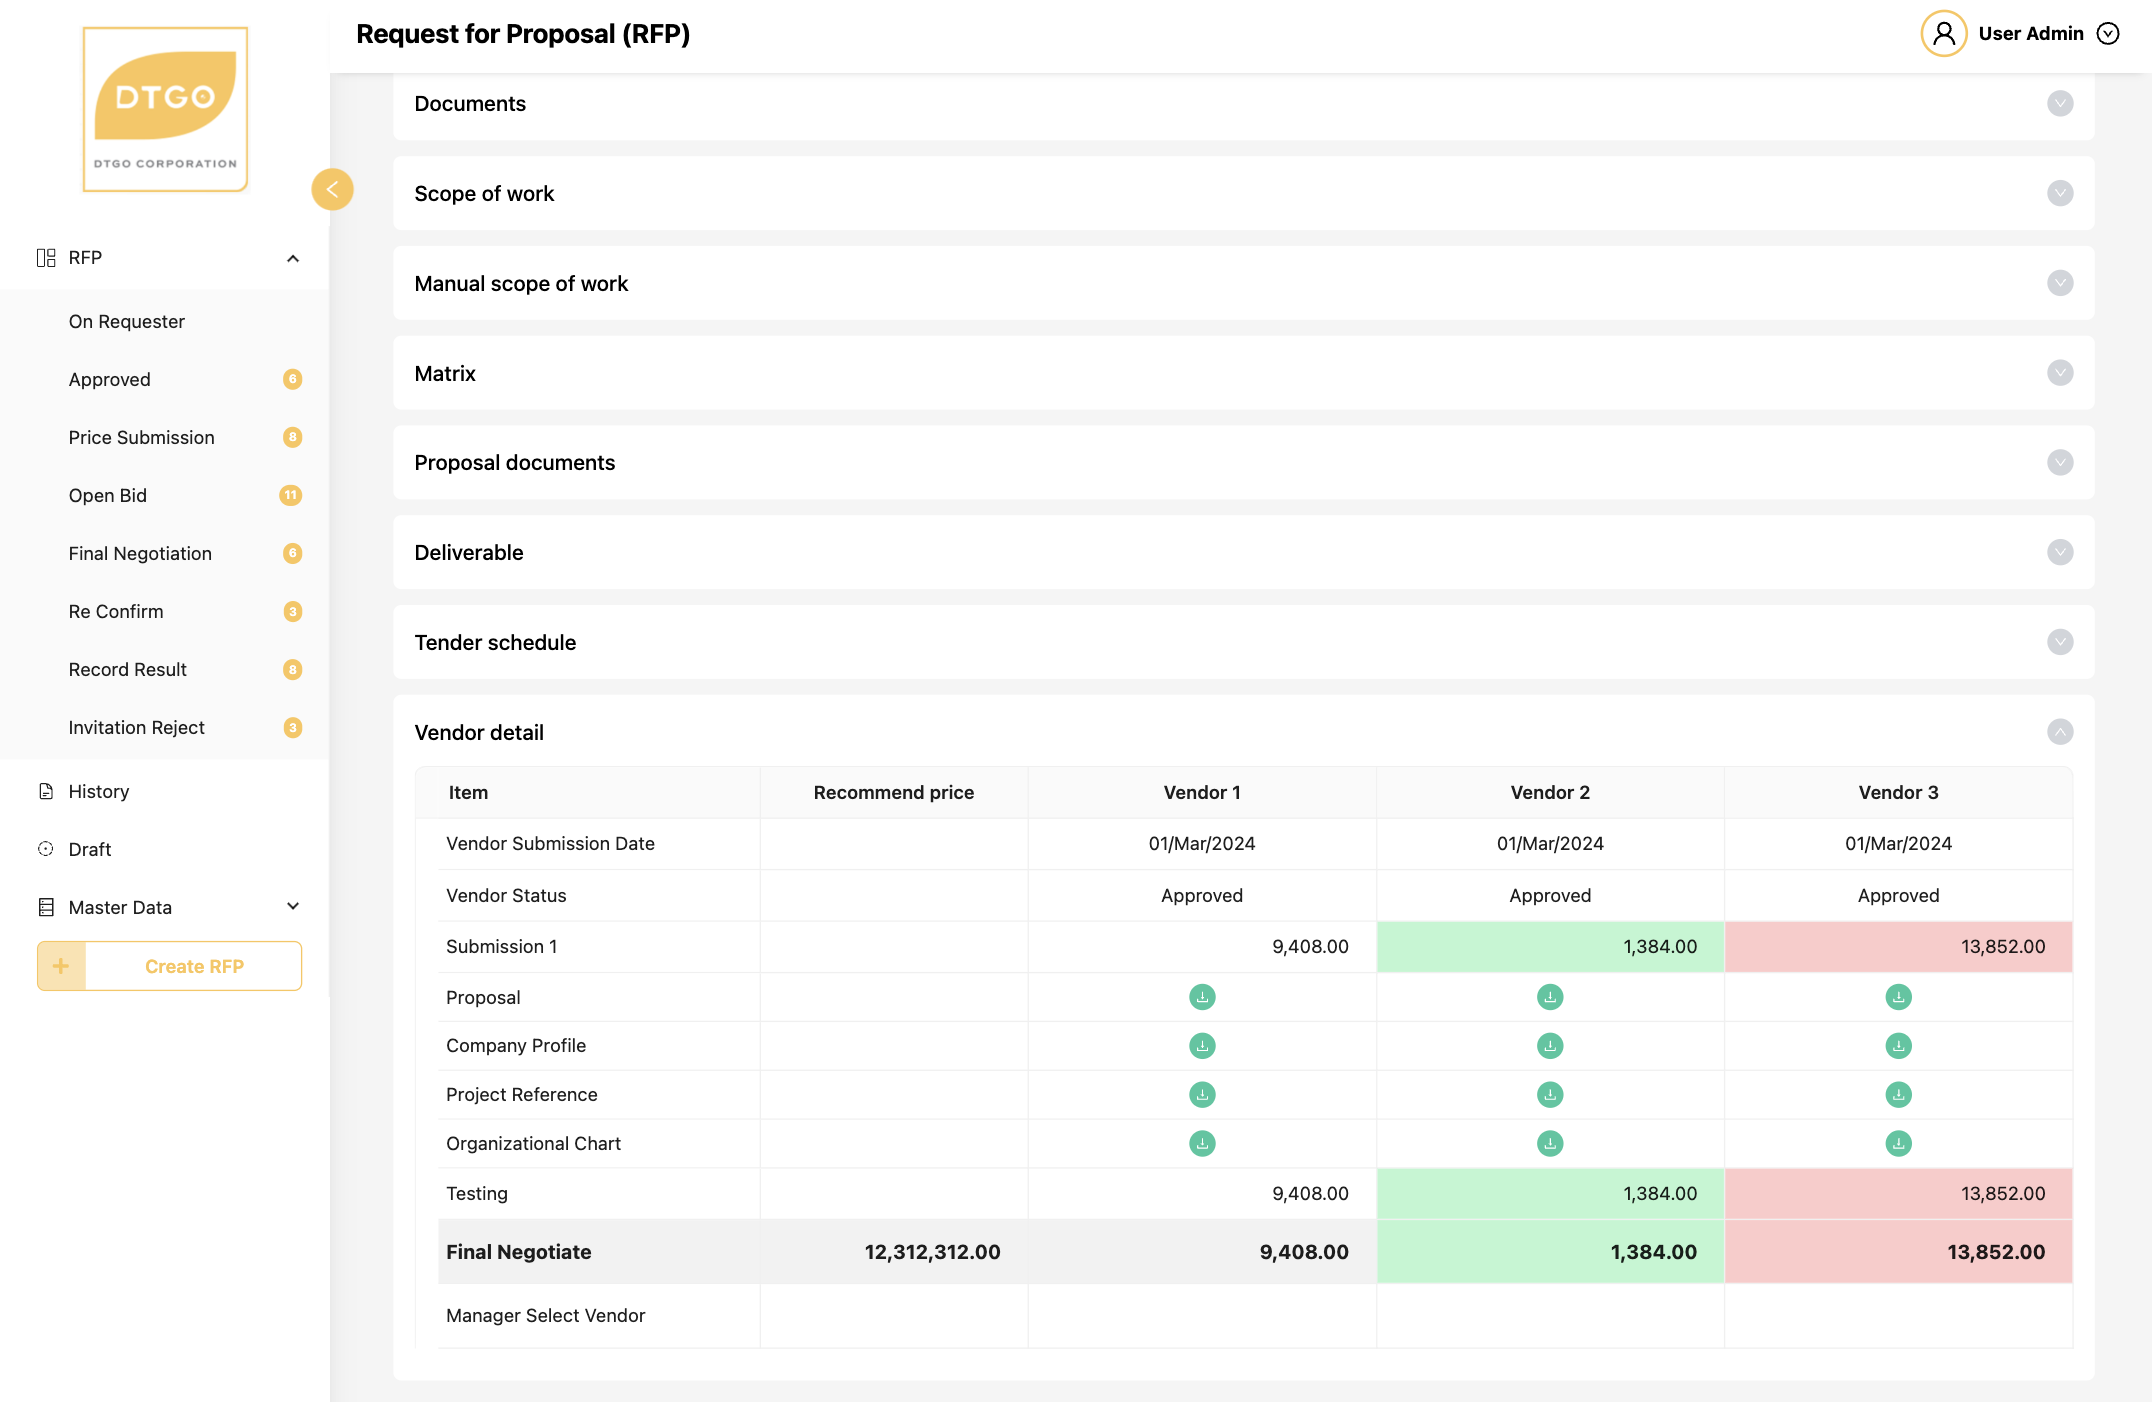 DTGO
DTGO CORPORATION
Request for Proposal (RFP)
User Admin
RFP
On Requester
Approved 6
Price Submission 8
Open Bid 11
Final Negotiation 6
Re Confirm 3
Record Result 8
Invitation Reject 3
History
Draft
Master Data
+ Create RFP
Documents
Scope of work
Manual scope of work
Matrix
Proposal documents
Deliverable
Tender schedule
Vendor detail
Item Recommend price Vendor 1 Vendor 2 Vendor 3
Vendor Submission Date 01/Mar/2024 01/Mar/2024 01/Mar/2024
Vendor Status Approved Approved Approved
Submission 1 9,408.00 1,384.00 13,852.00
Proposal
Company Profile
Project Reference
Organizational Chart
Testing 9,408.00 1,384.00 13,852.00
Final Negotiate 12,312,312.00 9,408.00 1,384.00 13,852.00
Manager Select Vendor